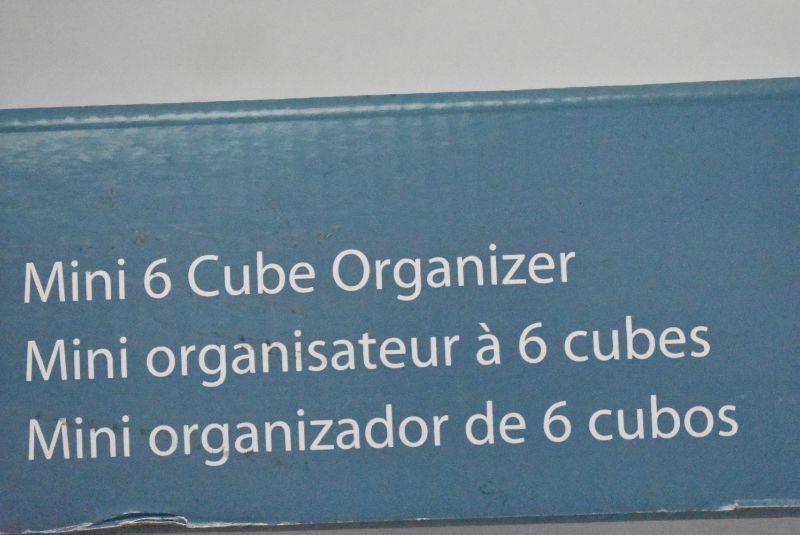 Mini 6 Cube Organizer
Mini organisateur à 6 cubes
Mini organizador de 6 cubos